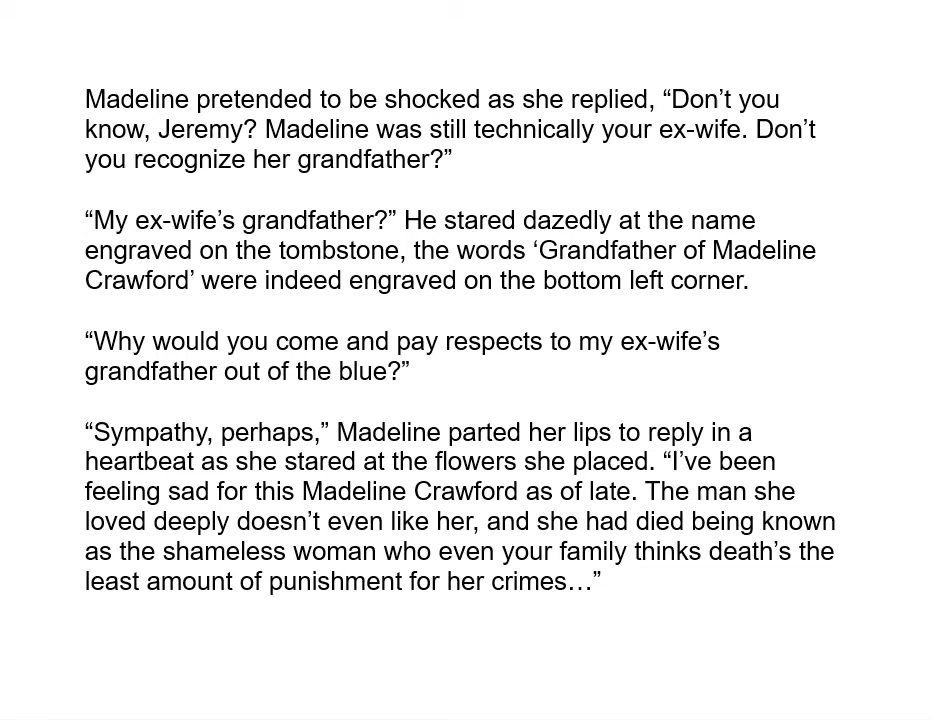 Madeline pretended to be shocked as she replied, “Don’t you
know, Jeremy? Madeline was still technically your ex-wife. Don’t
you recognize her grandfather?”
“My ex-wife’s grandfather?” He stared dazedly at the name
engraved on the tombstone, the words ‘Grandfather of Madeline
Crawford’ were indeed engraved on the bottom left corner.
“Why would you come and pay respects to my ex-wife’s
grandfather out of the blue?”
“Sympathy, perhaps,” Madeline parted her lips to reply in a
heartbeat as she stared at the flowers she placed. “I’ve been
feeling sad for this Madeline Crawford as of late. The man she
loved deeply doesn’t even like her, and she had died being known
as the shameless woman who even your family thinks death’s the
least amount of punishment for her crimes…”